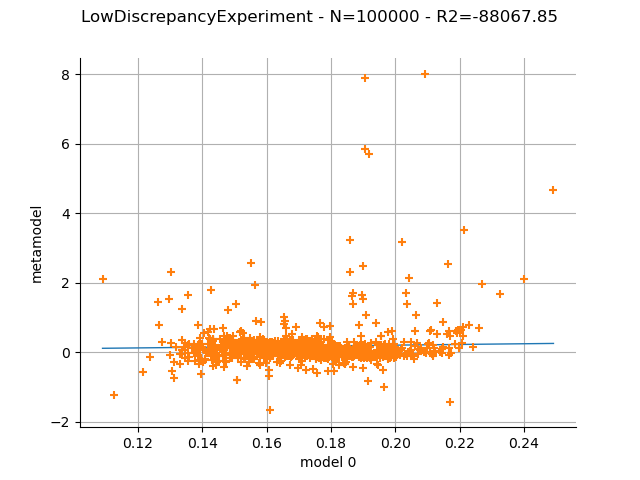 LowDiscrepancyExperiment - N=100000 - R2=-88067.85
8
6
4
2
0
−2
metamodel
0.12 0.14 0.16 0.18 0.20 0.22 0.24
model 0